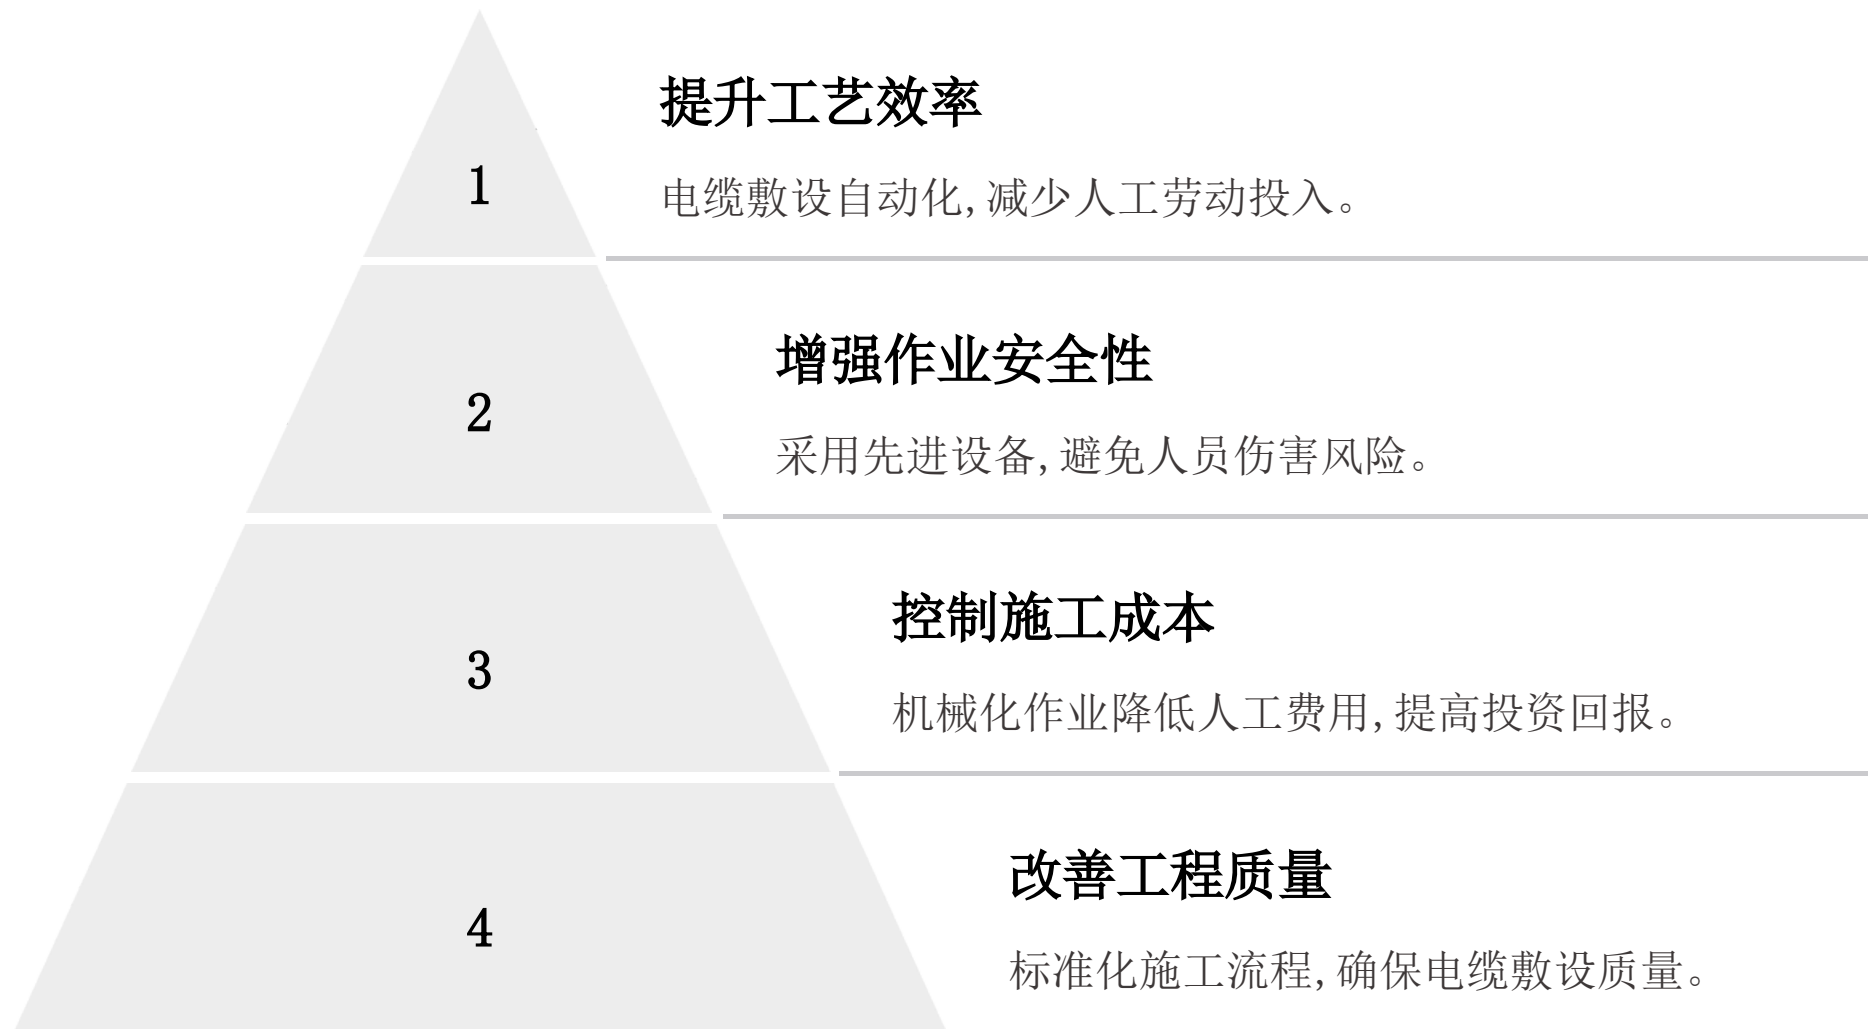 提升工艺效率
1
电缆敷设自动化,减少人工劳动投入。
增强作业安全性
2
采用先进设备,避免人员伤害风险。
控制施工成本
3
机械化作业降低人工费用,提高投资回报。
改善工程质量
4
标准化施工流程,确保电缆敷设质量。